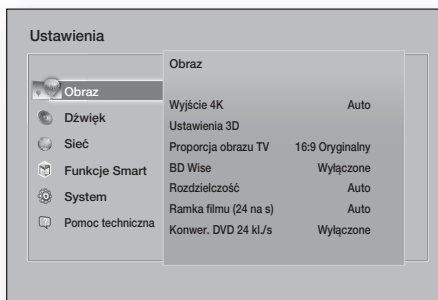 Ustawienia
Obraz
Dźwięk
Sieć
Funkcje Smart
System
Pomoc techniczna
Obraz
Wyjście 4K Auto
Ustawienia 3D
Proporcja obrazu TV 16:9 Oryginalny
BD Wise Wyłączone
Rozdzielczość Auto
Ramka filmu (24 na s) Auto
Konwer. DVD 24 kl./s Wyłączone